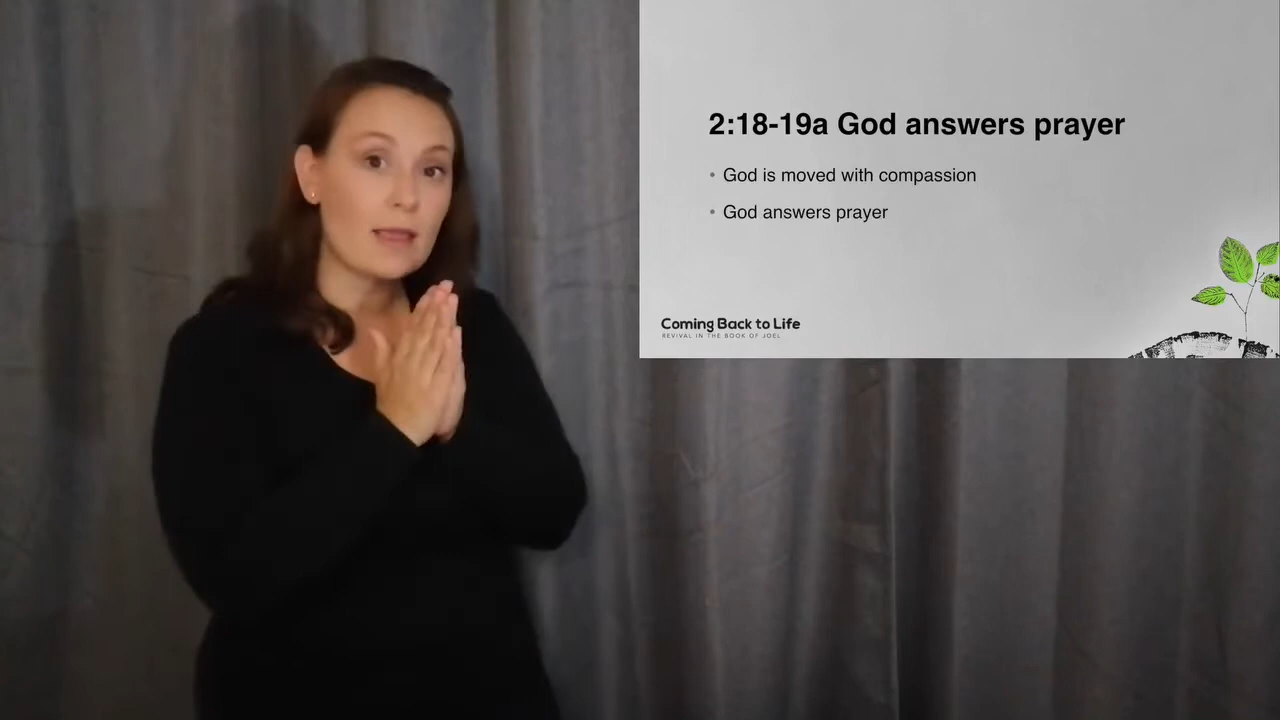 2:18-19a God answers prayer
• God is moved with compassion
• God answers prayer
Coming Back to Life
REVIVAL IN THE BOOK OF JOEL